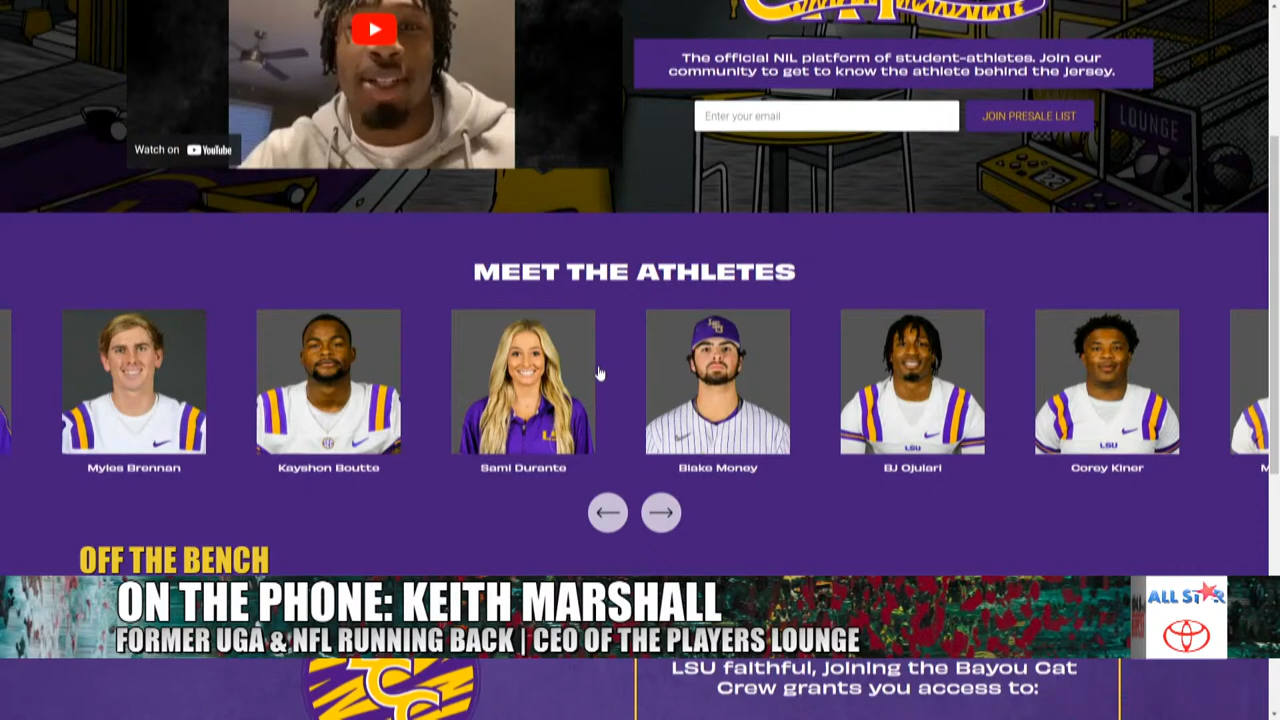 The official NIL platform of student-athletes. Join our
community to get to know the athlete behind the jersey.
Enter your email
JOIN PRESALE LIST
LOUNGE
Watch on YouTube
MEET THE ATHLETES
Myles Brennan
Kayshon Boutte
Sami Durante
Blake Money
BJ Ojulari
Corey Kiner
M
OFF THE BENCH
ON THE PHONE: KEITH MARSHALL
FORMER UGA & NFL RUNNING BACK | CEO OF THE PLAYERS LOUNGE
ALL STAR
LSU faithful, joining the Bayou Cat
Crew grants you access to: